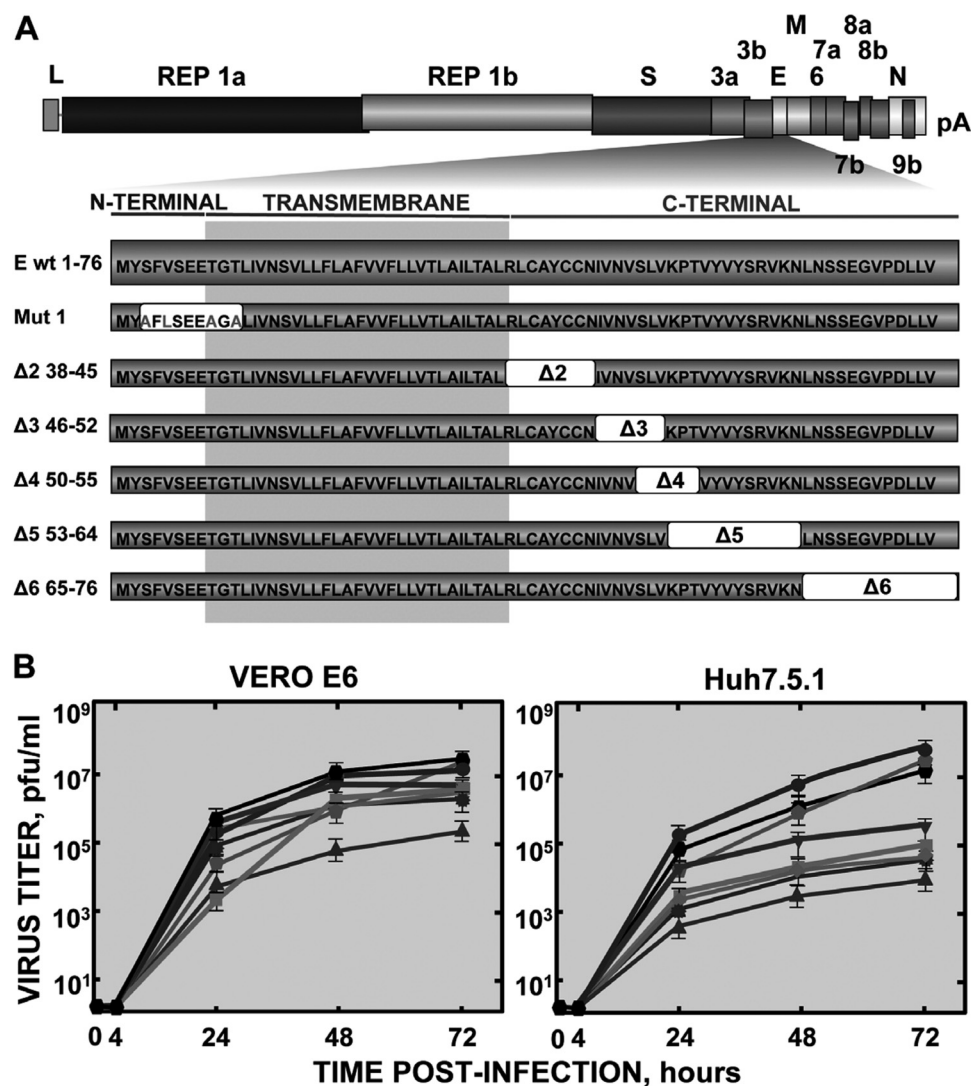 A
M 8a
3b 7a 8b
L REP 1a REP 1b S 3a E 6 N
pA
7b 9b
N-TERMINAL TRANSMEMBRANE C-TERMINAL
E wt 1-76 MYSFVSEETGTLIVNSVLLFLAFVVFLLVTLAILTALRLCAYCCNIVNVSLVKPTVYVYSRVKNLNSSEGVPDLLV
Mut 1 MYAFLSEEAGALIVNSVLLFLAFVVFLLVTLAILTALRLCAYCCNIVNVSLVKPTVYVYSRVKNLNSSEGVPDLLV
Δ2 38-45 MYSFVSEETGTLIVNSVLLFLAFVVFLLVTLAILTAL Δ2 IVNVSLVKPTVYVYSRVKNLNSSEGVPDLLV
Δ3 46-52 MYSFVSEETGTLIVNSVLLFLAFVVFLLVTLAILTALRLCAYCCN Δ3 KPTVYVYSRVKNLNSSEGVPDLLV
Δ4 50-55 MYSFVSEETGTLIVNSVLLFLAFVVFLLVTLAILTALRLCAYCCNIVNV Δ4 VYVYSRVKNLNSSEGVPDLLV
Δ5 53-64 MYSFVSEETGTLIVNSVLLFLAFVVFLLVTLAILTALRLCAYCCNIVNVSLV Δ5 LNSSEGVPDLLV
Δ6 65-76 MYSFVSEETGTLIVNSVLLFLAFVVFLLVTLAILTALRLCAYCCNIVNVSLVKPTVYVYSRVKN Δ6
B
VERO E6 Huh7.5.1
VIRUS TITER, pfu/ml
10⁹ 10⁹
10⁷ 10⁷
10⁵ 10⁵
10³ 10³
10¹ 10¹
0 4 24 48 72 0 4 24 48 72
TIME POST-INFECTION, hours